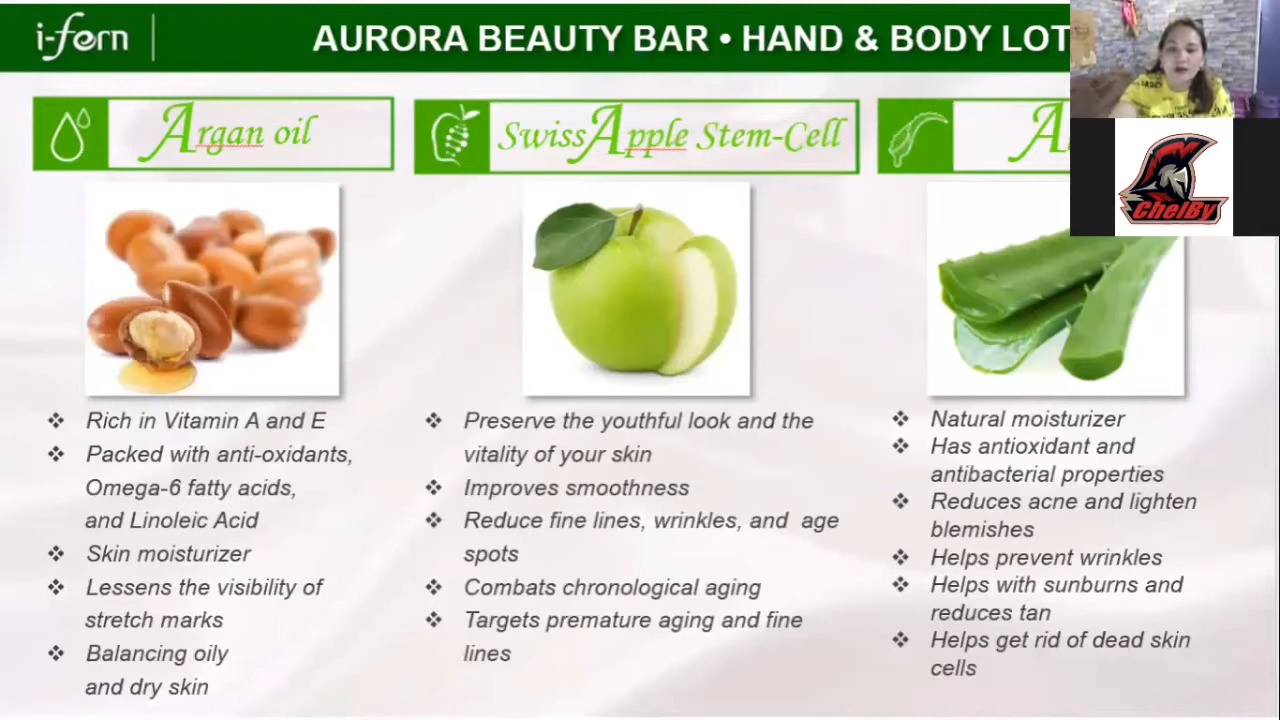 i-fern
AURORA BEAUTY BAR • HAND & BODY LOT
Argan oil
Swiss Apple Stem-Cell
A
ChelBy
❖ Rich in Vitamin A and E
❖ Packed with anti-oxidants,
Omega-6 fatty acids,
and Linoleic Acid
❖ Skin moisturizer
❖ Lessens the visibility of
stretch marks
❖ Balancing oily
and dry skin
❖ Preserve the youthful look and the
vitality of your skin
❖ Improves smoothness
❖ Reduce fine lines, wrinkles, and age
spots
❖ Combats chronological aging
❖ Targets premature aging and fine
lines
❖ Natural moisturizer
❖ Has antioxidant and
antibacterial properties
❖ Reduces acne and lighten
blemishes
❖ Helps prevent wrinkles
❖ Helps with sunburns and
reduces tan
❖ Helps get rid of dead skin
cells